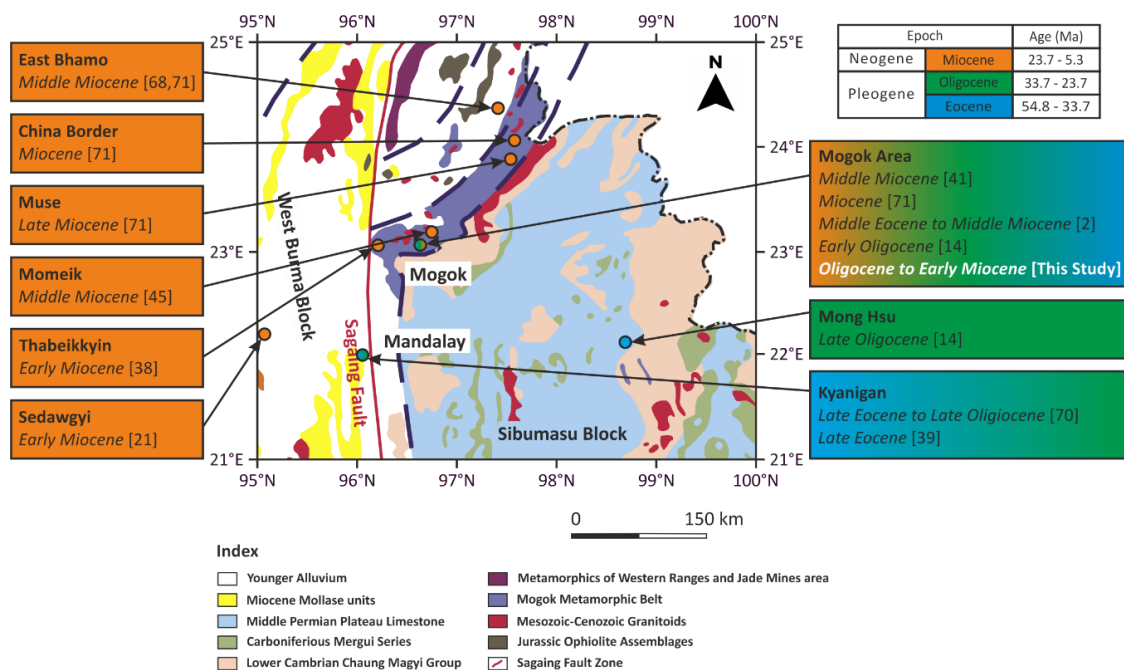 95°N 96°N 97°N 98°N 99°N 100°N
25°E
24°E
23°E
22°E
21°E
25°E
24°E
23°E
22°E
21°E
95°N 96°N 97°N 98°N 99°N 100°N
N
East Bhamo
Middle Miocene [68,71]
China Border
Miocene [71]
Muse
Late Miocene [71]
Momeik
Middle Miocene [45]
Thabeikkyin
Early Miocene [38]
Sedawgyi
Early Miocene [21]
West Burma Block
Sagaing Fault
Mogok
Mandalay
Sibumasu Block
Epoch Age (Ma)
Neogene Miocene 23.7 - 5.3
Pleogene Oligocene 33.7 - 23.7
Eocene 54.8 - 33.7
Mogok Area
Middle Miocene [41]
Miocene [71]
Middle Eocene to Middle Miocene [2]
Early Oligocene [14]
Oligocene to Early Miocene [This Study]
Mong Hsu
Late Oligocene [14]
Kyanigan
Late Eocene to Late Oligiocene [70]
Late Eocene [39]
0 150 km
Index
Younger Alluvium
Miocene Mollase units
Middle Permian Plateau Limestone
Carboniferious Mergui Series
Lower Cambrian Chaung Magyi Group
Metamorphics of Western Ranges and Jade Mines area
Mogok Metamorphic Belt
Mesozoic-Cenozoic Granitoids
Jurassic Ophiolite Assemblages
Sagaing Fault Zone